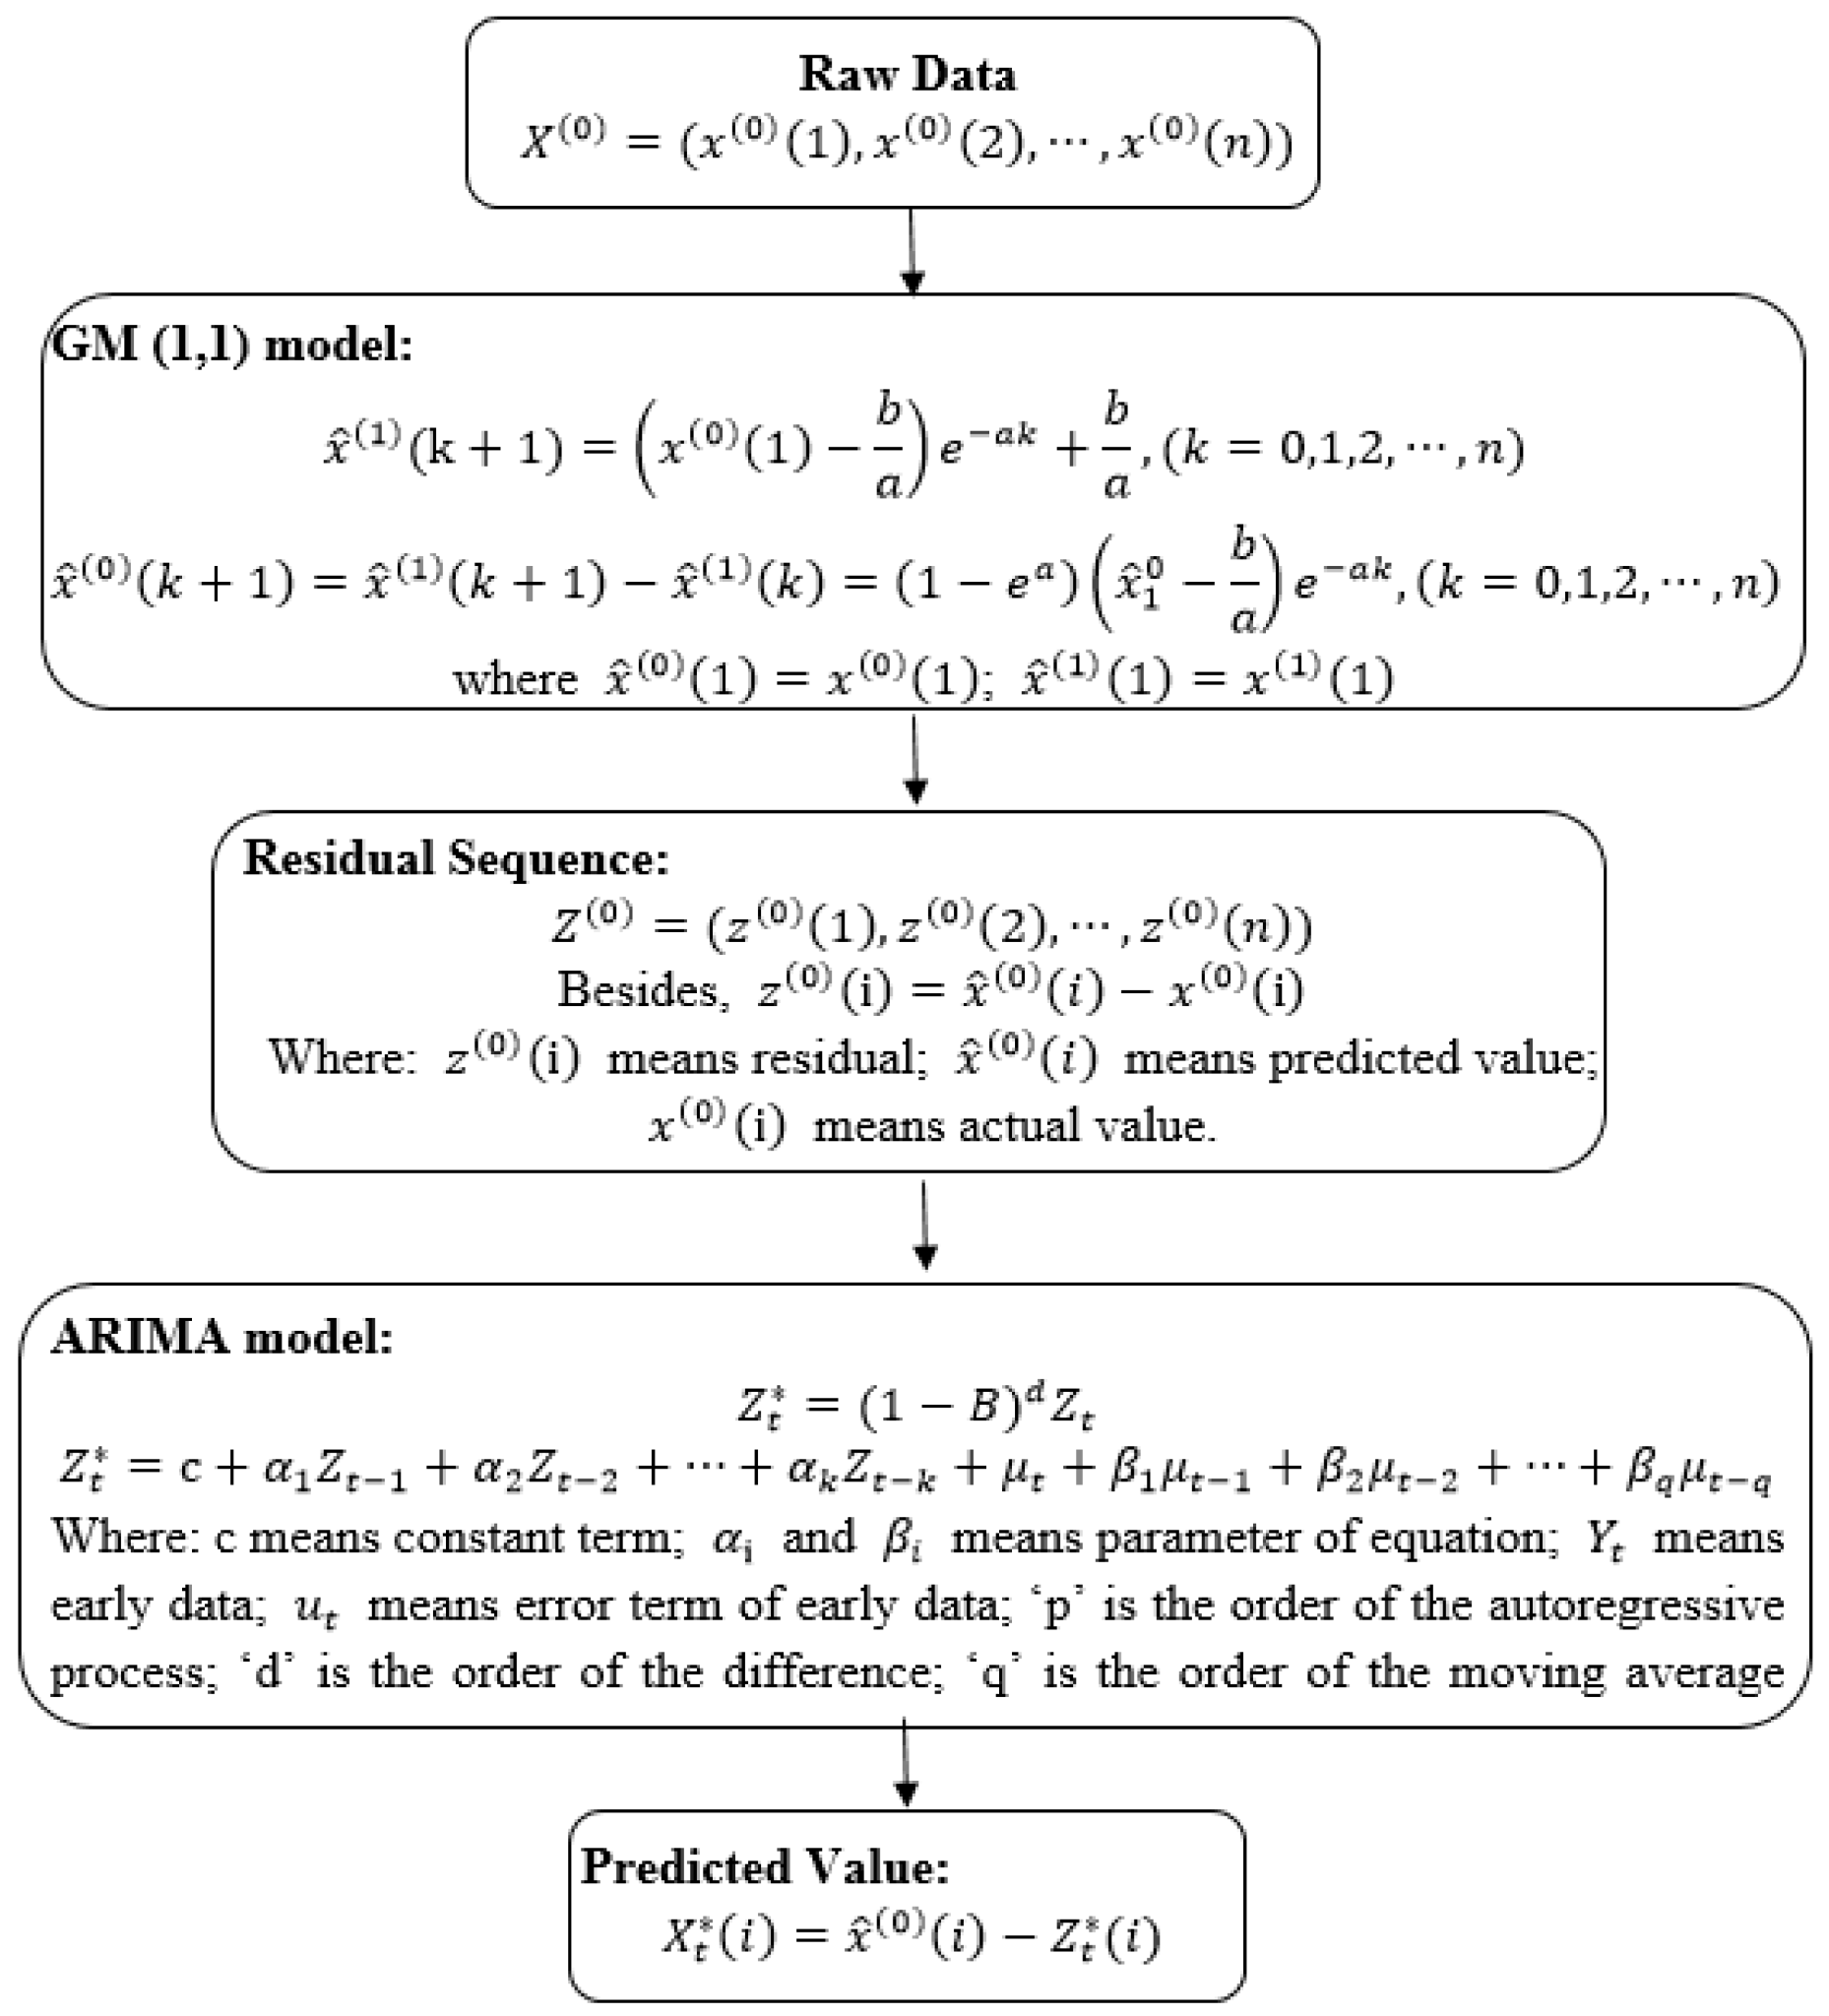 Raw Data
X^(0) = (x^(0)(1), x^(0)(2), ⋯, x^(0)(n))
GM (1,1) model:
x̂^(1)(k + 1) = (x^(0)(1) − b/a) e^(−ak) + b/a, (k = 0,1,2, ⋯, n)
x̂^(0)(k + 1) = x̂^(1)(k + 1) − x̂^(1)(k) = (1 − e^a) (x̂_1^0 − b/a) e^(−ak), (k = 0,1,2, ⋯, n)
where x̂^(0)(1) = x^(0)(1); x̂^(1)(1) = x^(1)(1)
Residual Sequence:
Z^(0) = (z^(0)(1), z^(0)(2), ⋯, z^(0)(n))
Besides, z^(0)(i) = x̂^(0)(i) − x^(0)(i)
Where: z^(0)(i) means residual; x̂^(0)(i) means predicted value;
x^(0)(i) means actual value.
ARIMA model:
Z_t^* = (1 − B)^d Z_t
Z_t^* = c + α_1 Z_{t−1} + α_2 Z_{t−2} + ⋯ + α_k Z_{t−k} + μ_t + β_1 μ_{t−1} + β_2 μ_{t−2} + ⋯ + β_q μ_{t−q}
Where: c means constant term; α_i and β_i means parameter of equation; Y_t means
early data; u_t means error term of early data; ‘p’ is the order of the autoregressive
process; ‘d’ is the order of the difference; ‘q’ is the order of the moving average
Predicted Value:
X_t^*(i) = x̂^(0)(i) − Z_t^*(i)